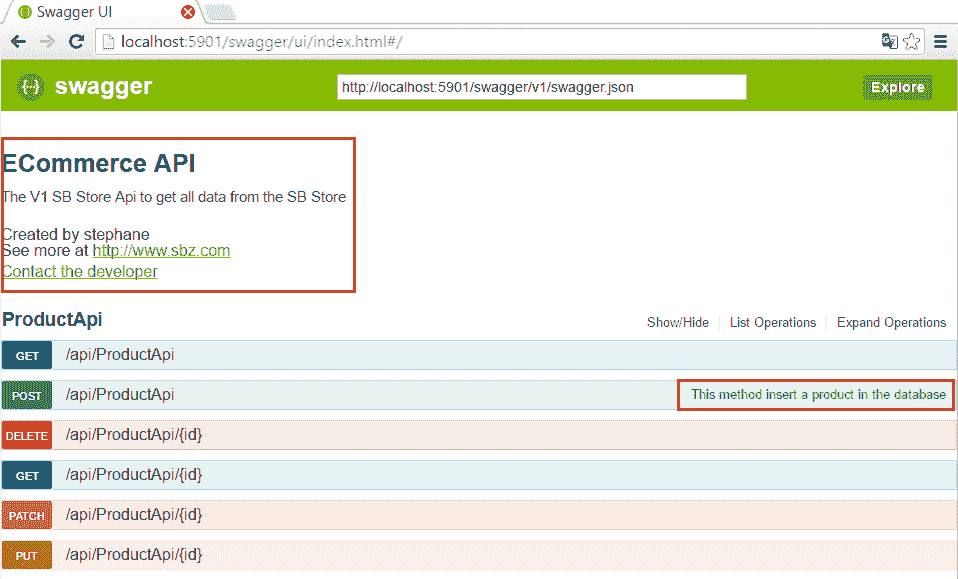 Swagger UI
localhost:5901/swagger/ui/index.html#/
swagger
http://localhost:5901/swagger/v1/swagger.json
Explore
ECommerce API
The V1 SB Store Api to get all data from the SB Store
Created by stephane
See more at http://www.sbz.com
Contact the developer
ProductApi
Show/Hide
List Operations
Expand Operations
GET /api/ProductApi
POST /api/ProductApi This method insert a product in the database
DELETE /api/ProductApi/{id}
GET /api/ProductApi/{id}
PATCH /api/ProductApi/{id}
PUT /api/ProductApi/{id}